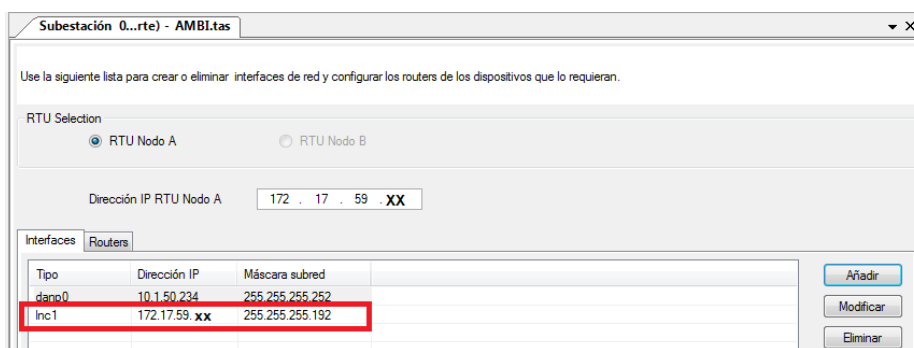 Subestación 0...rte) - AMBI.tas
Use la siguiente lista para crear o eliminar interfaces de red y configurar los routers de los dispositivos que lo requieran.
RTU Selection
RTU Nodo A RTU Nodo B
Dirección IP RTU Nodo A 172 . 17 . 59 . XX
Interfaces Routers
Tipo Dirección IP Máscara subred
Añadir
danp0 10.1.50.234 255.255.255.252
lnc1 172.17.59. xx 255.255.255.192
Modificar
Eliminar